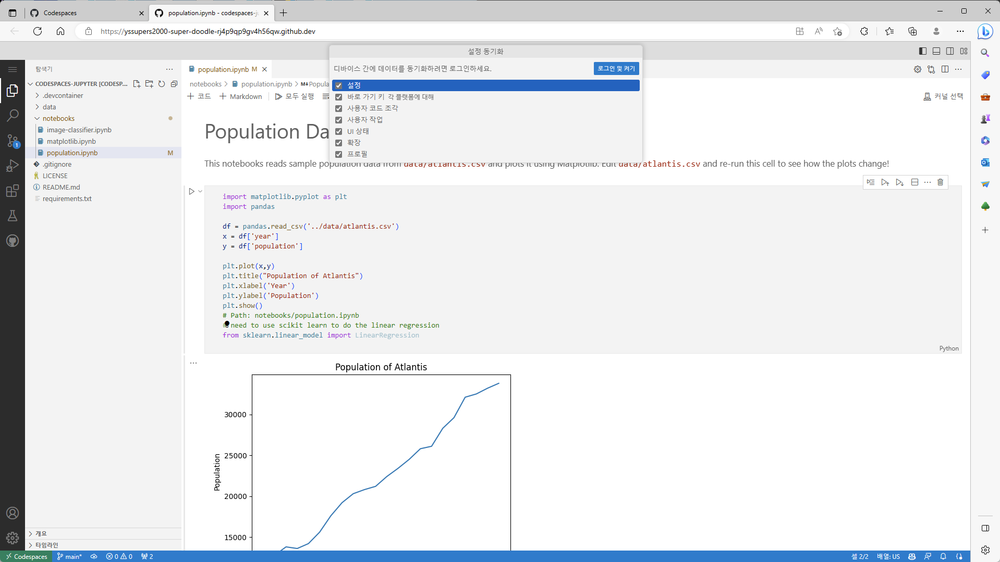 Codespaces
population.ipynb - codespaces-ju
https://yssupers2000-super-doodle-rj4p9qp9gv4h56qw.github.dev
설정 동기화
디바이스 간에 데이터를 동기화하려면 로그인하세요.
로그인 및 켜기
설정
바로 가기 키 각 플랫폼에 대해
사용자 코드 조각
사용자 작업
UI 상태
확장
프로필
탐색기
CODESPACES-JUPYTER [CODESP...
.devcontainer
data
notebooks
image-classifier.ipynb
matplotlib.ipynb
population.ipynb M
.gitignore
LICENSE
README.md
requirements.txt
개요
타임라인
population.ipynb M
notebooks > population.ipynb > M↓Popula
코드
Markdown
모두 실행
커널 선택
Population Da
This notebooks reads sample population data from data/atlantis.csv and plots it using Matplotlib. Edit data/atlantis.csv and re-run this cell to see how the plots change!
import matplotlib.pyplot as plt
import pandas
df = pandas.read_csv('../data/atlantis.csv')
x = df['year']
y = df['population']
plt.plot(x,y)
plt.title("Population of Atlantis")
plt.xlabel('Year')
plt.ylabel('Population')
plt.show()
# Path: notebooks/population.ipynb
# need to use scikit learn to do the linear regression
from sklearn.linear_model import LinearRegression
Python
Population of Atlantis
30000
25000
20000
15000
Population
1
Codespaces
main*
0 0
2
셀 2/2
배열: US